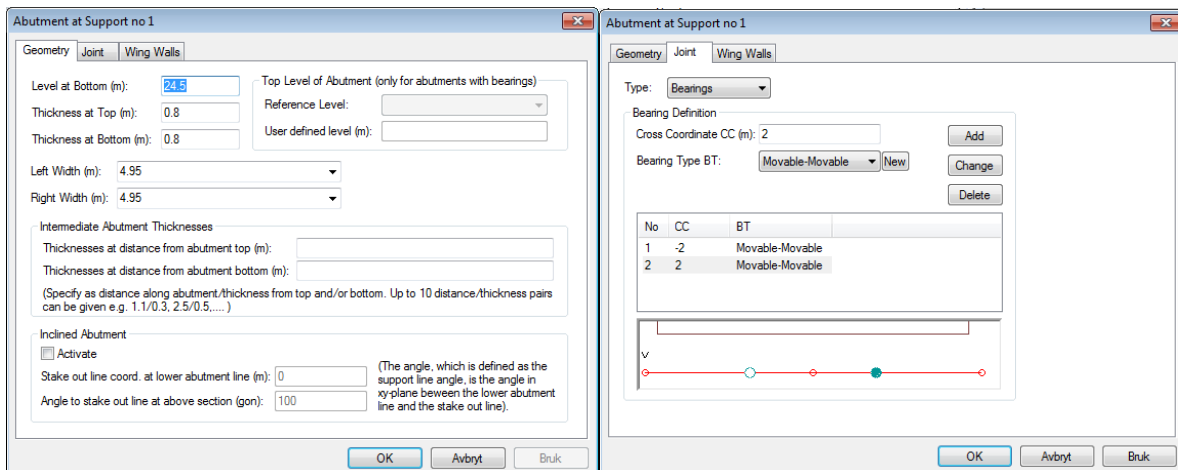 Abutment at Support no 1
Geometry Joint Wing Walls
Level at Bottom (m): 24.5
Thickness at Top (m): 0.8
Thickness at Bottom (m): 0.8
Top Level of Abutment (only for abutments with bearings)
Reference Level:
User defined level (m):
Left Width (m): 4.95
Right Width (m): 4.95
Intermediate Abutment Thicknesses
Thicknesses at distance from abutment top (m):
Thicknesses at distance from abutment bottom (m):
(Specify as distance along abutment/thickness from top and/or bottom. Up to 10 distance/thickness pairs
can be given e.g. 1.1/0.3, 2.5/0.5,.... )
Inclined Abutment
Activate
Stake out line coord. at lower abutment line (m): 0
Angle to stake out line at above section (gon): 100
(The angle, which is defined as the
support line angle, is the angle in
xy-plane beween the lower abutment
line and the stake out line).
OK Avbryt Bruk
Abutment at Support no 1
Geometry Joint Wing Walls
Type: Bearings
Bearing Definition
Cross Coordinate CC (m): 2 Add
Bearing Type BT: Movable-Movable New Change
Delete
No CC BT
1 -2 Movable-Movable
2 2 Movable-Movable
v
OK Avbryt Bruk